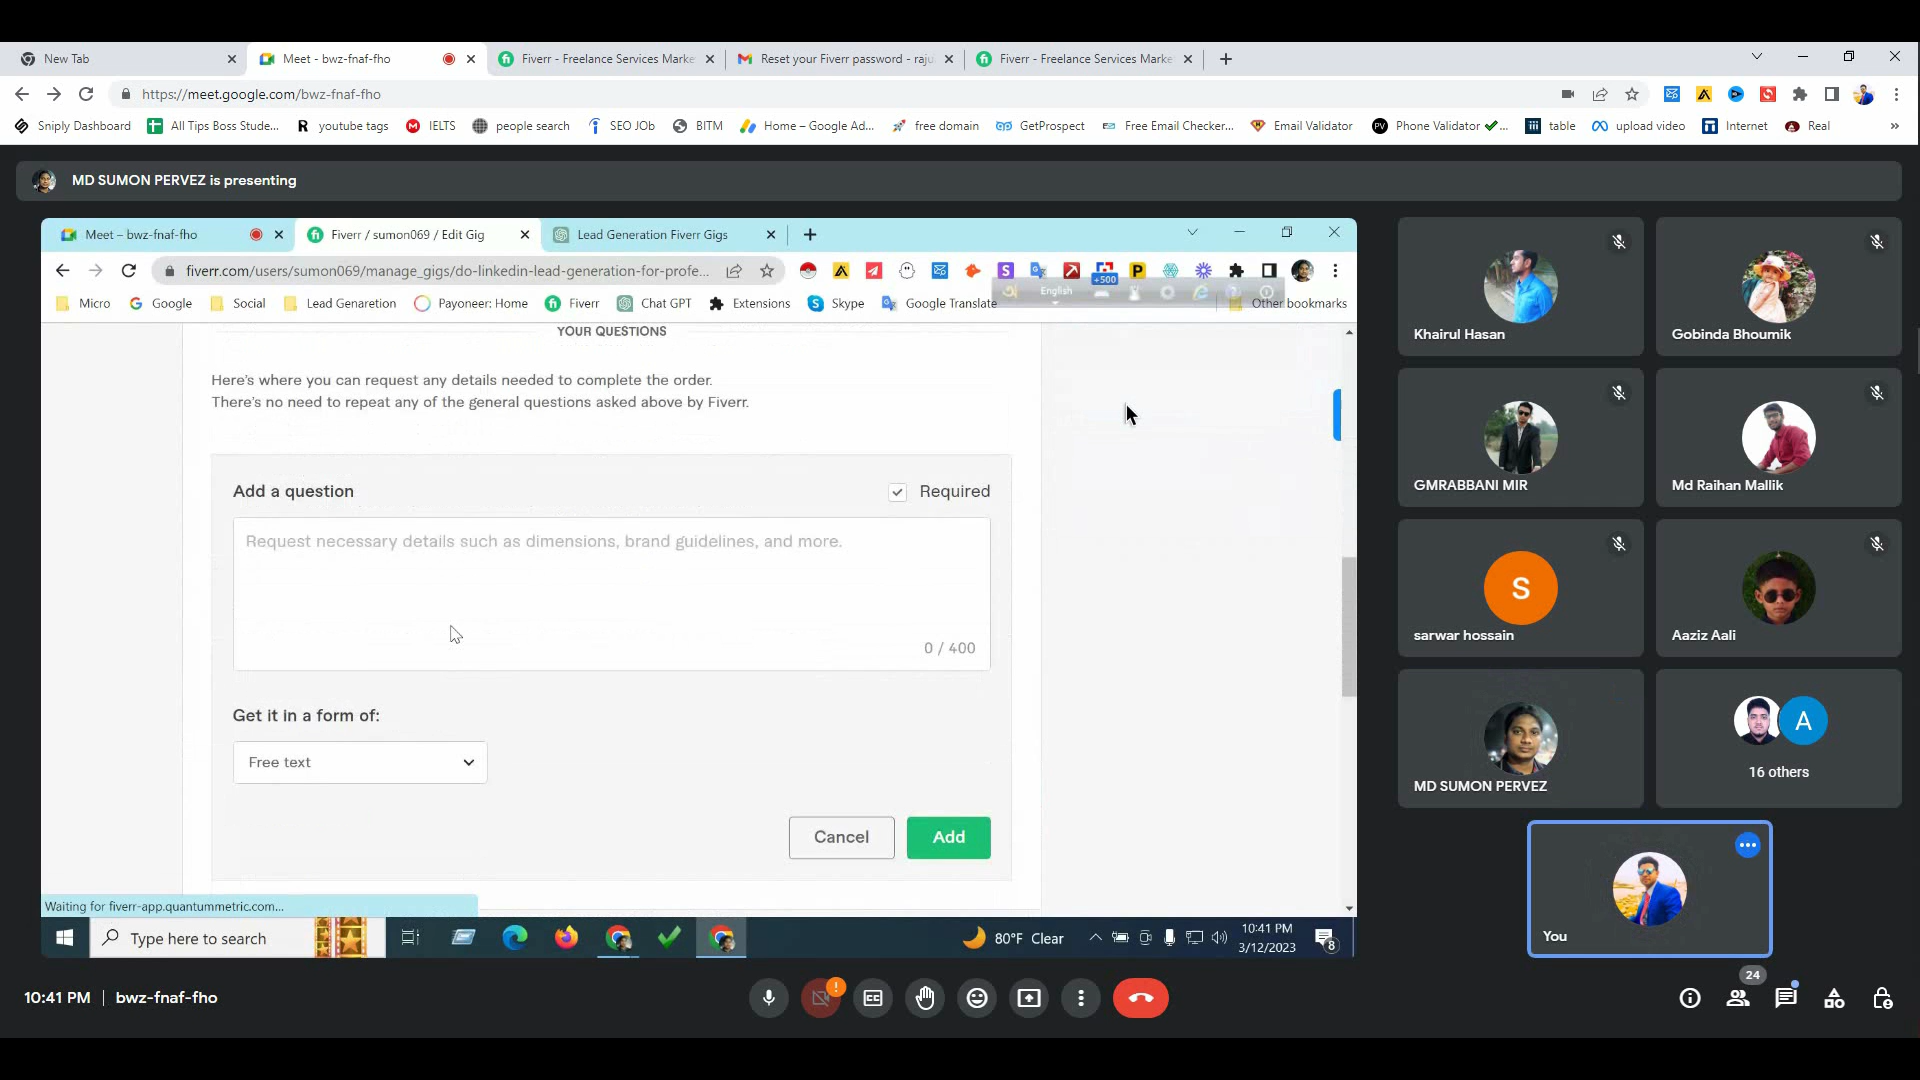 New Tab
Meet - bwz-fnaf-fho
Fiverr - Freelance Services Marke
Reset your Fiverr password - raju
Fiverr - Freelance Services Marke
https://meet.google.com/bwz-fnaf-fho
Sniply Dashboard
All Tips Boss Stude...
youtube tags
IELTS
people search
SEO JOb
BITM
Home – Google Ad...
free domain
GetProspect
Free Email Checker...
Email Validator
Phone Validator ✔...
table
upload video
Internet
Real
MD SUMON PERVEZ is presenting
Meet – bwz-fnaf-fho
Fiverr / sumon069 / Edit Gig
Lead Generation Fiverr Gigs
fiverr.com/users/sumon069/manage_gigs/do-linkedin-lead-generation-for-profe...
+500
English
Micro
Google
Social
Lead Genaretion
Payoneer: Home
Fiverr
Chat GPT
Extensions
Skype
Google Translate
Other bookmarks
YOUR QUESTIONS
Here's where you can request any details needed to complete the order.
There's no need to repeat any of the general questions asked above by Fiverr.
Add a question
Required
Request necessary details such as dimensions, brand guidelines, and more.
0 / 400
Get it in a form of:
Free text
Cancel
Add
Waiting for fiverr-app.quantummetric.com...
Type here to search
80°F Clear
10:41 PM
3/12/2023
8
Khairul Hasan
Gobinda Bhoumik
GMRABBANI MIR
Md Raihan Mallik
S
sarwar hossain
Aaziz Aali
MD SUMON PERVEZ
A
16 others
You
10:41 PM | bwz-fnaf-fho
24